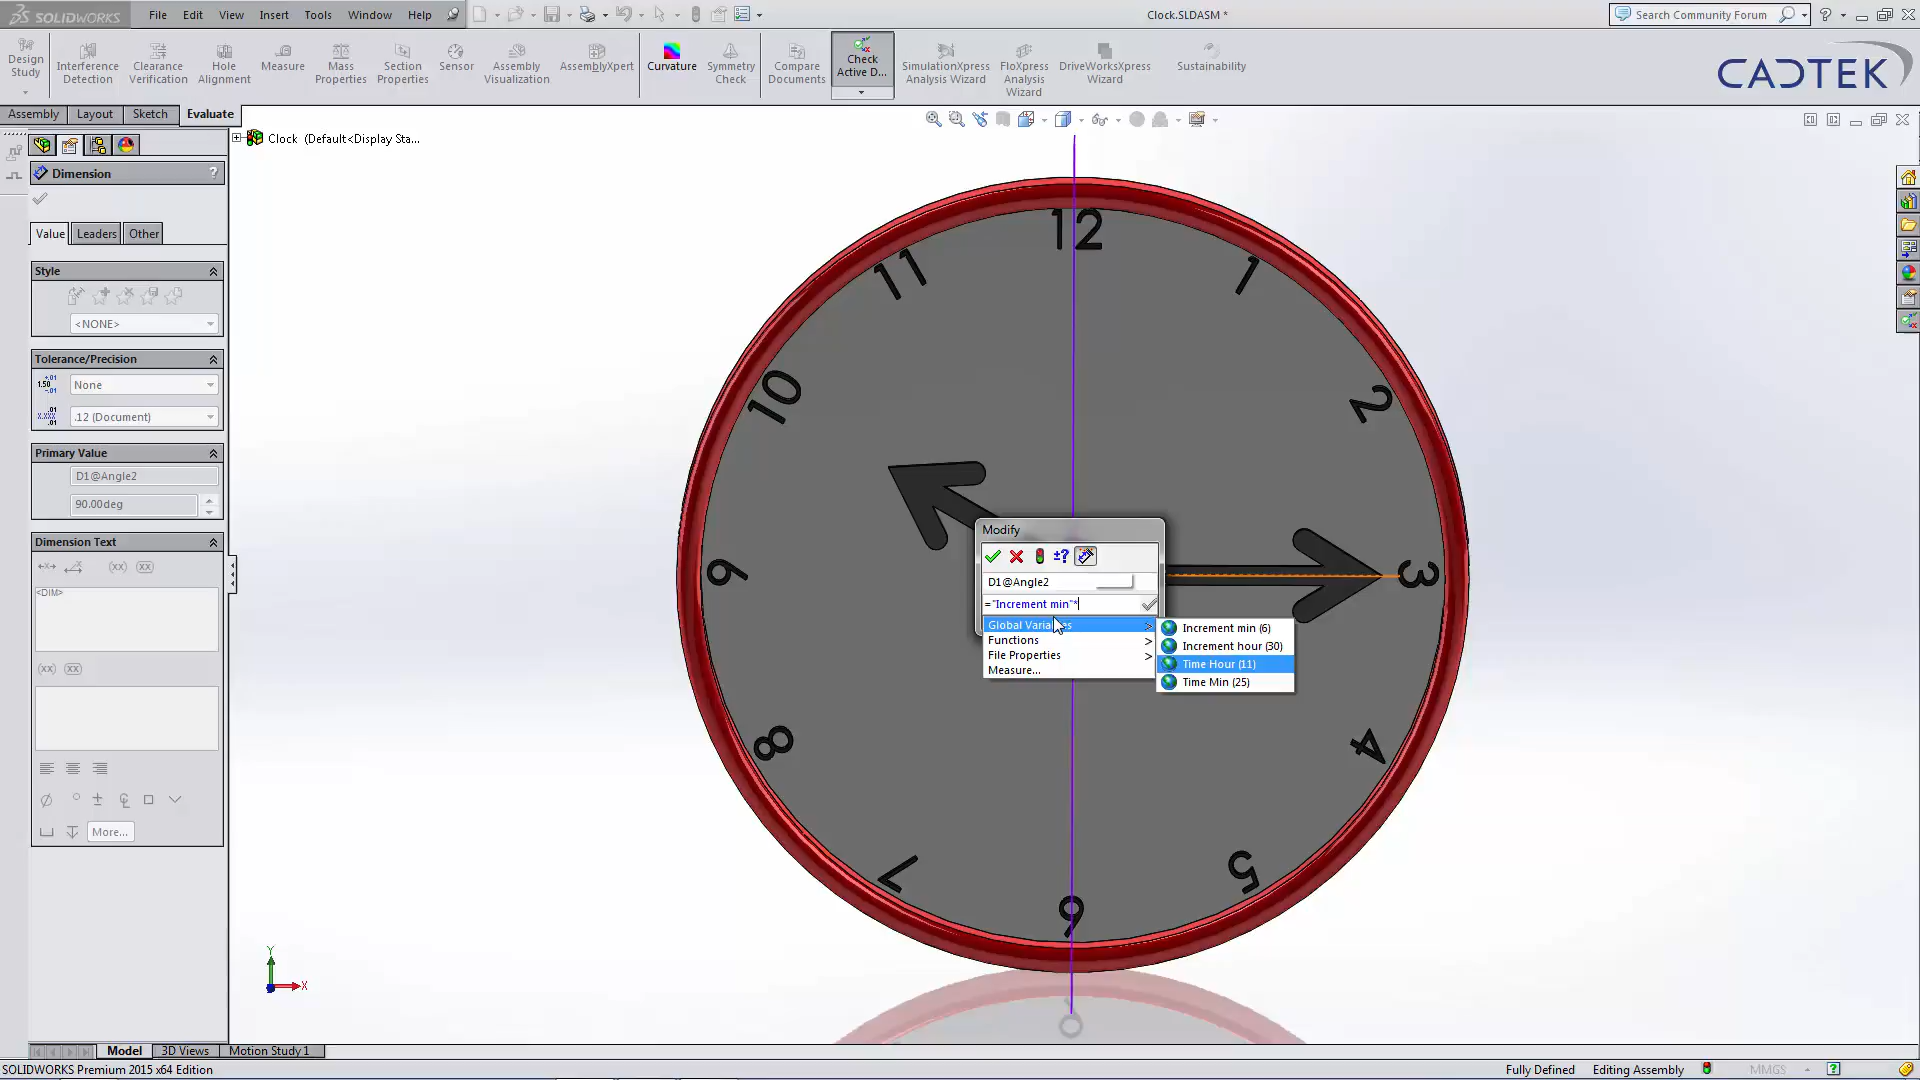 SOLIDWORKS
File Edit View Insert Tools Window Help
Clock.SLDASM *
Search Community Forum
Design Study
Interference Detection
Clearance Verification
Hole Alignment
Measure
Mass Properties
Section Properties
Sensor
Assembly Visualization
AssemblyXpert
Curvature
Symmetry Check
Compare Documents
Check Active D...
SimulationXpress Analysis Wizard
FloXpress Analysis Wizard
DriveWorksXpress Wizard
Sustainability
CADTEK
Assembly Layout Sketch Evaluate
Clock (Default<Display Sta...
Dimension ?
Value Leaders Other
Style
<NONE>
Tolerance/Precision
None
.12 (Document)
Primary Value
D1@Angle2
90.00deg
Dimension Text
<DIM>
More...
12
11 1
10 2
9 3
8 4
7 5
6
Modify
D1@Angle2
="Increment min"*
Global Variables >
Functions >
File Properties >
Measure...
Increment min (6)
Increment hour (30)
Time Hour (11)
Time Min (25)
Y
X
Model 3D Views Motion Study 1
SOLIDWORKS Premium 2015 x64 Edition
Fully Defined Editing Assembly MMGS